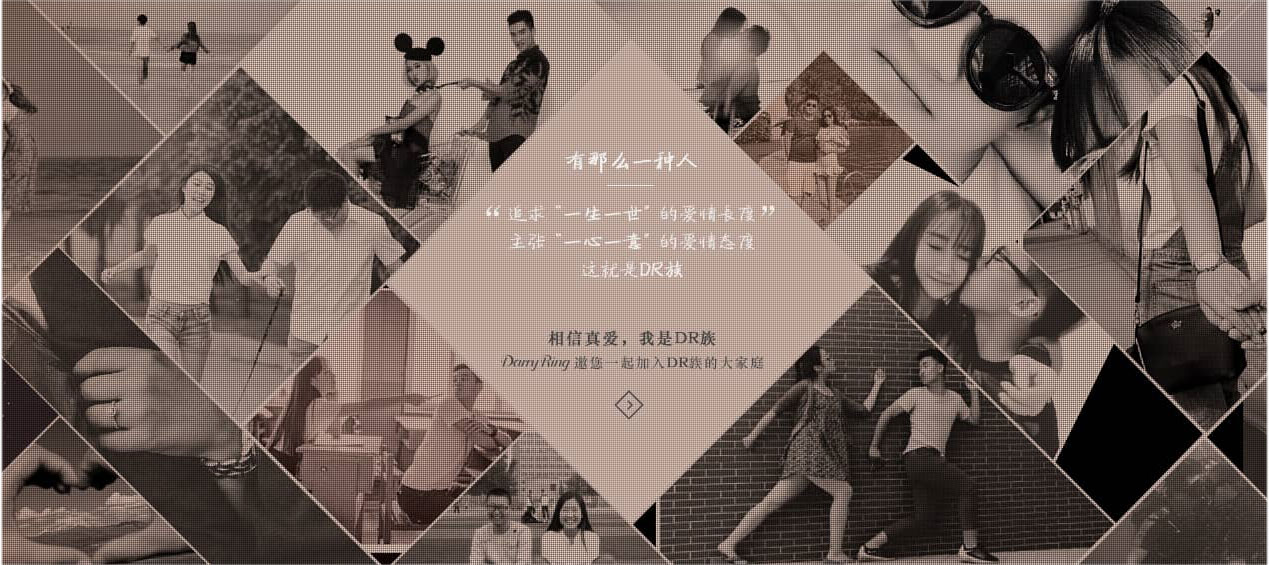 有那么一种人
“追求“一生一世”的爱情长度”
主张“一心一意”的爱情态度
这就是DR族
相信真爱，我是DR族
Darry Ring 邀您一起加入DR族的大家庭